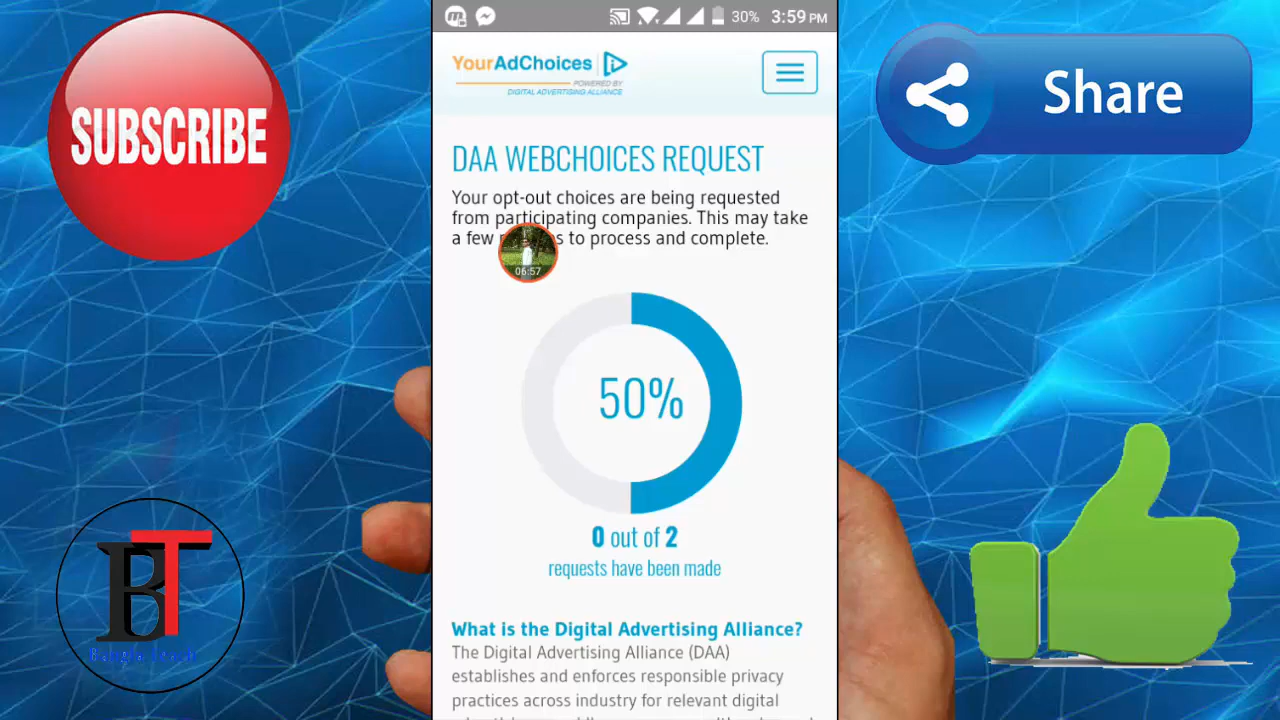 SUBSCRIBE
30% 3:59 PM
YourAdChoices
POWERED BY
DIGITAL ADVERTISING ALLIANCE
Share
DAA WEBCHOICES REQUEST
Your opt-out choices are being requested
from participating companies. This may take
a few to process and complete.
06:57
50%
0 out of 2
requests have been made
What is the Digital Advertising Alliance?
The Digital Advertising Alliance (DAA)
establishes and enforces responsible privacy
practices across industry for relevant digital
BT